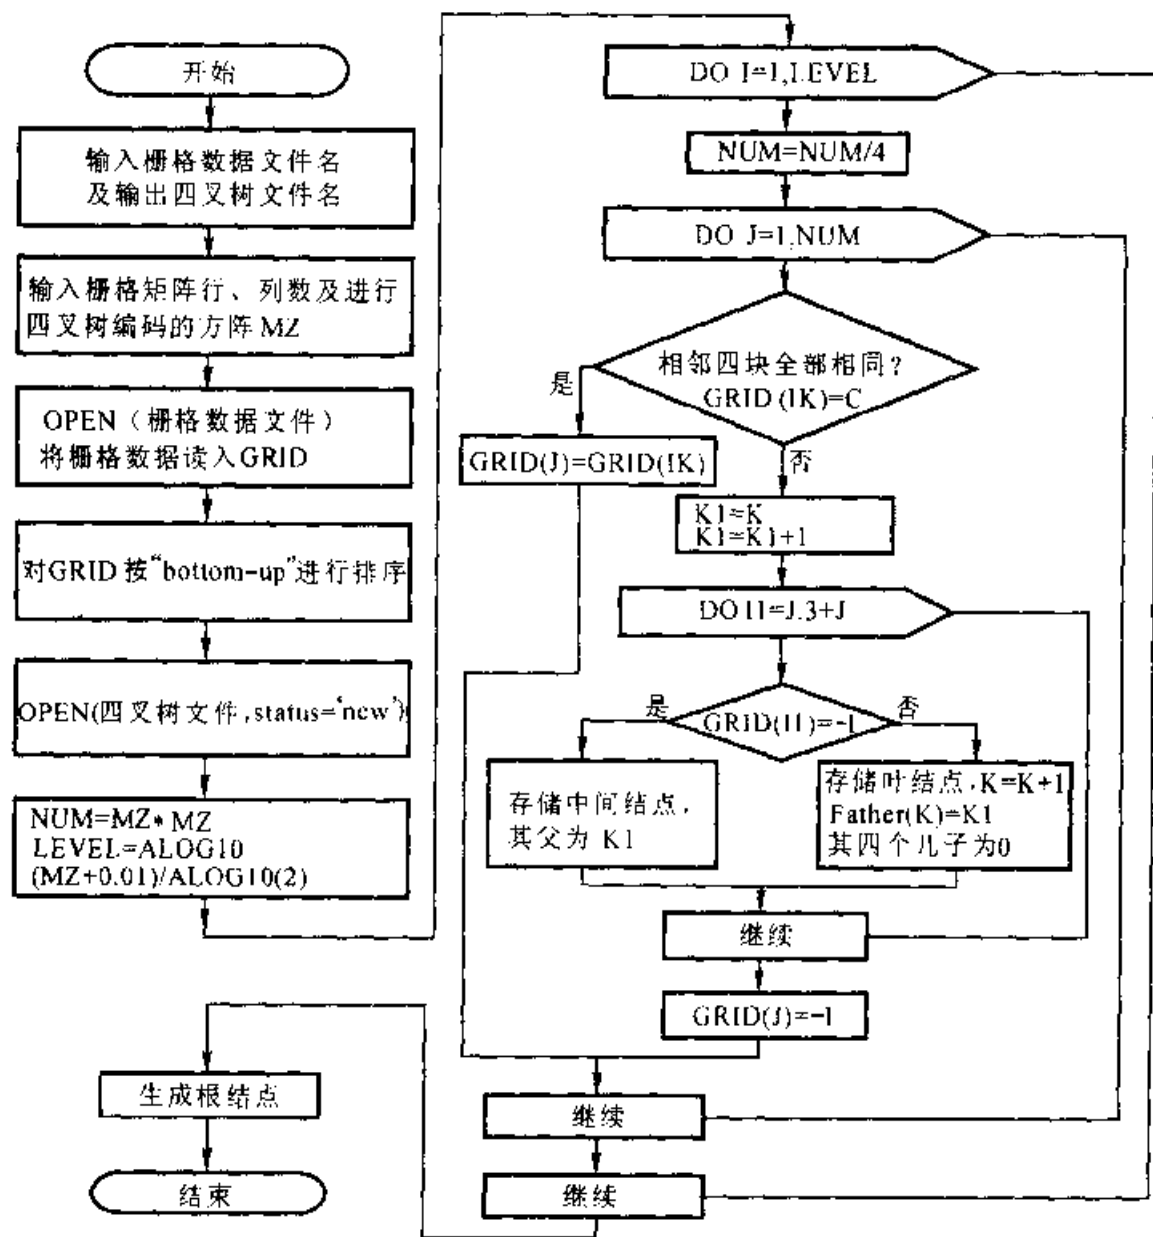 开始
输入栅格数据文件名
及输出四叉树文件名
输入栅格矩阵行、列数及进行
四叉树编码的方阵MZ
OPEN（栅格数据文件）
将栅格数据读入GRID
对GRID按“bottom-up”进行排序
OPEN(四叉树文件,status='new')
NUM=MZ*MZ
LEVEL=ALOG10
(MZ+0.01)/ALOG10(2)
DO I=1,LEVEL
NUM=NUM/4
DO J=1,NUM
相邻四块全部相同?
GRID(IK)=C
是
否
GRID(J)=GRID(IK)
K1=K
K1=K1+1
DO I1=J.3+J
GRID(I1)=-1
是
否
存储中间结点，
其父为 K1
存储叶结点,K=K+1
Father(K)=K1
其四个儿子为0
继续
GRID(J)=-1
继续
继续
生成根结点
结束